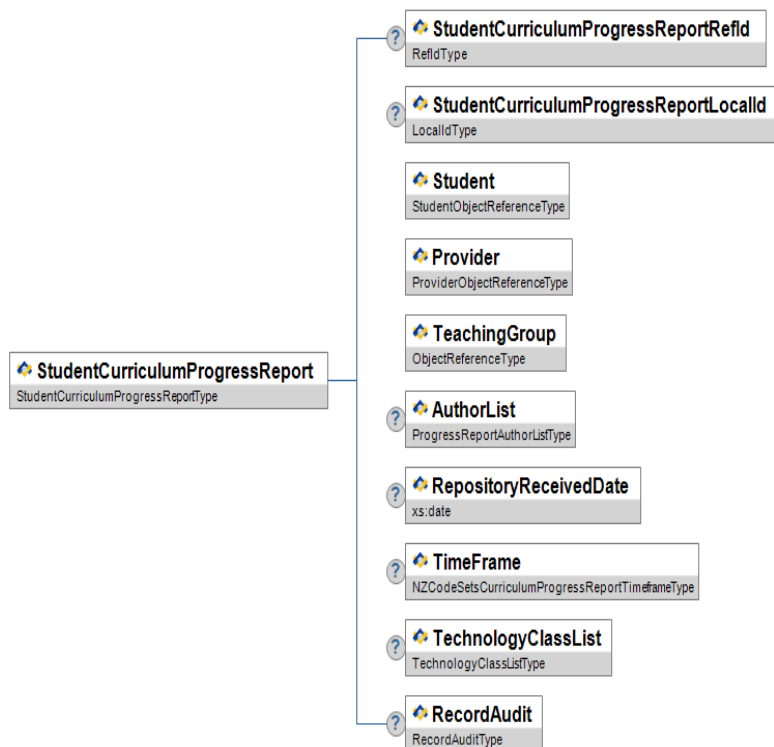 ?
StudentCurriculumProgressReportRefId
RefIdType
?
StudentCurriculumProgressReportLocalId
LocalIdType
Student
StudentObjectReferenceType
Provider
ProviderObjectReferenceType
TeachingGroup
ObjectReferenceType
StudentCurriculumProgressReport
StudentCurriculumProgressReportType
?
AuthorList
ProgressReportAuthorListType
?
RepositoryReceivedDate
xs:date
?
TimeFrame
NZCodeSetsCurriculumProgressReportTimeframeType
?
TechnologyClassList
TechnologyClassListType
?
RecordAudit
RecordAuditType